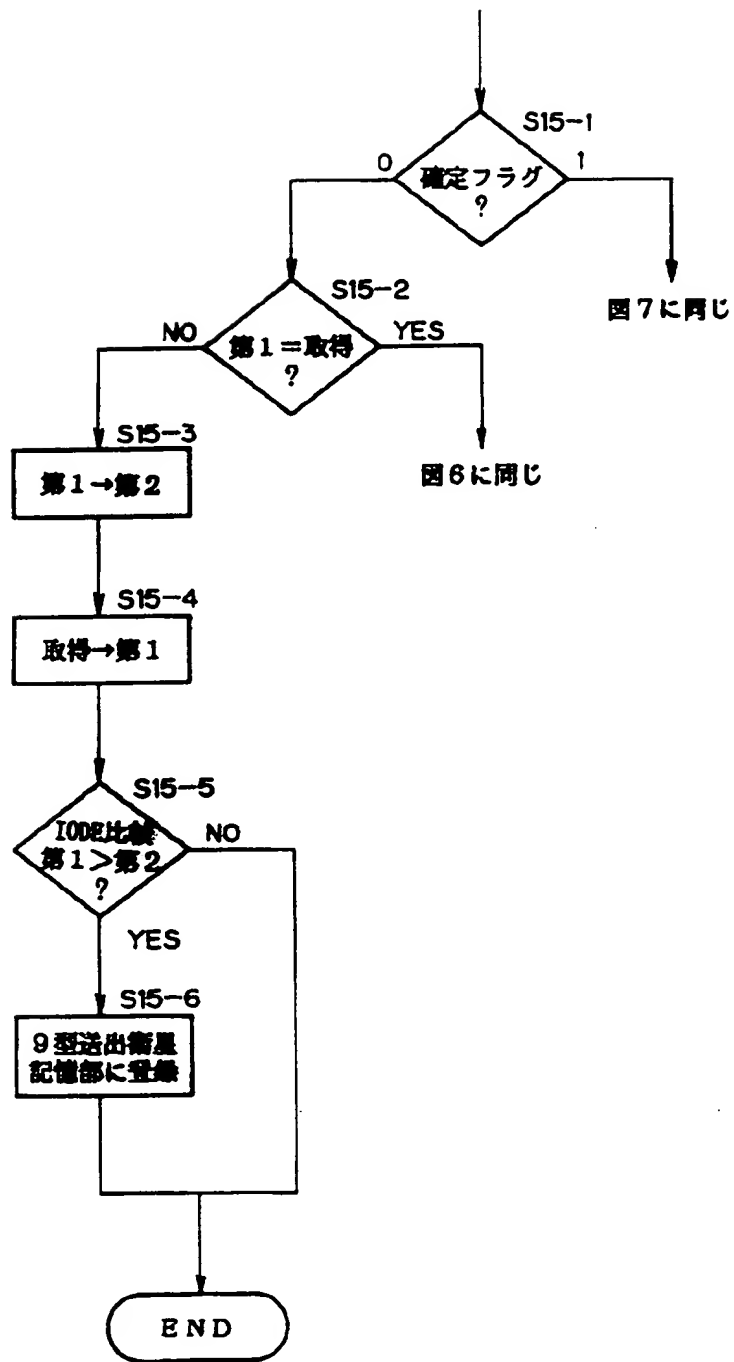 S15-1
0
1
確定フラグ
?
図7に同じ
S15-2
NO
YES
第1=取得
?
図6に同じ
S15-3
第1→第2
S15-4
取得→第1
S15-5
IODE比較
第1>第2
?
NO
YES
S15-6
9型送出衛星
記憶部に登録
END